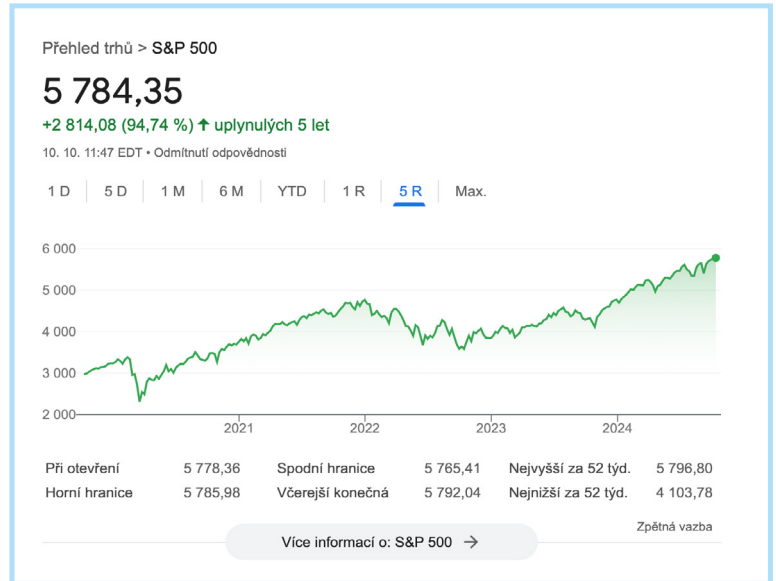 Přehled trhů > S&P 500
5 784,35
+2 814,08 (94,74 %) ↑ uplynulých 5 let
10. 10. 11:47 EDT • Odmítnutí odpovědnosti
1 D 5 D 1 M 6 M YTD 1 R 5 R Max.
6 000
5 000
4 000
3 000
2 000
2021 2022 2023 2024
Při otevření 5 778,36 Spodní hranice 5 765,41 Nejvyšší za 52 týd. 5 796,80
Horní hranice 5 785,98 Včerejší konečná 5 792,04 Nejnižší za 52 týd. 4 103,78
Zpětná vazba
Více informací o: S&P 500 →